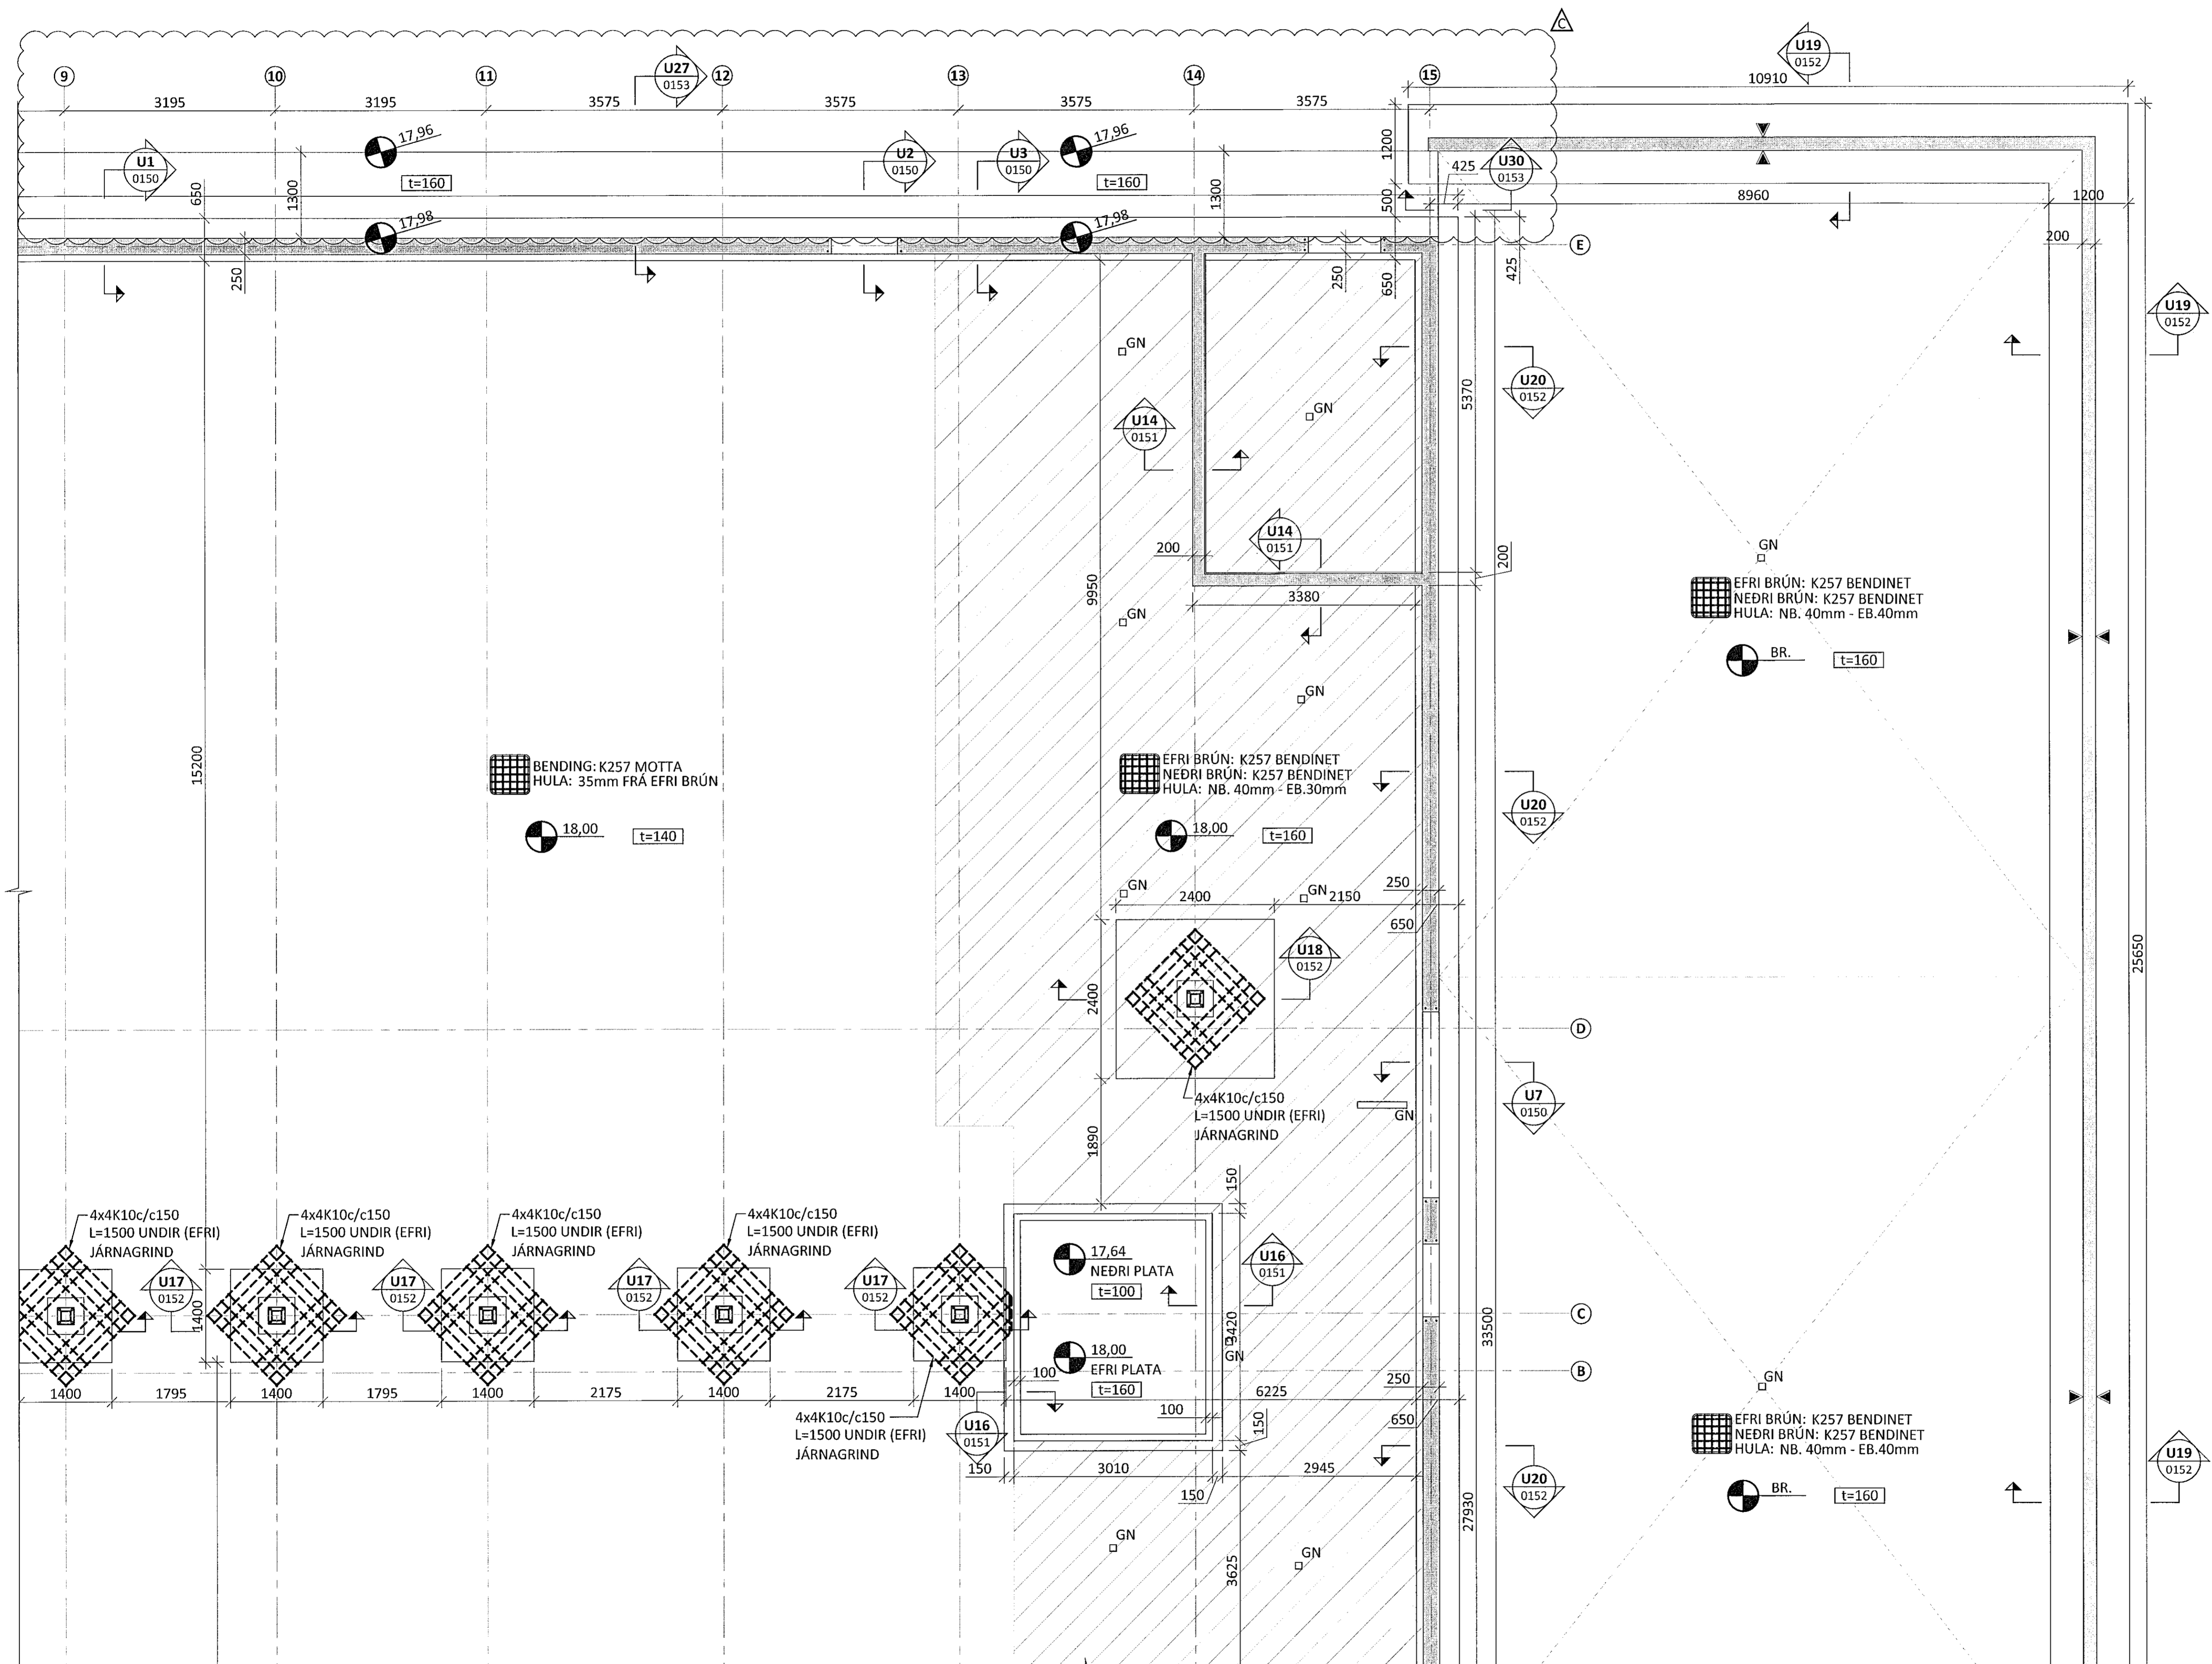 C
9
10
11
12
13
14
15
U27
0153
U19
0152
10910
3195
3195
3575
3575
3575
3575
17,96
17,96
U1
0150
U2
0150
U3
0150
U30
0153
1200
425
t=160
t=160
650
1300
1300
500
8960
1200
17,98
17,98
200
E
250
250
650
425
U19
0152
GN
U20
0152
5370
GN
U14
0151
U14
0151
200
200
GN
9950
3380
EFRI BRÚN: K257 BENDINET
NEÐRI BRÚN: K257 BENDINET
HULA: NB. 40mm - EB.40mm
GN
BR.
t=160
GN
15200
BENDING: K257 MOTTA
HULA: 35mm FRÁ EFRI BRÚN
EFRI BRÚN: K257 BENDINET
NEÐRI BRÚN: K257 BENDINET
HULA: NB. 40mm - EB.30mm
U20
0152
18,00
t=140
18,00
t=160
GN
GN
250
2400
2150
650
25650
U18
0152
2400
D
4x4K10c/c150
L=1500 UNDIR (EFRI)
JÁRNAGRIND
GN
U7
0150
1890
150
4x4K10c/c150
L=1500 UNDIR (EFRI)
JÁRNAGRIND
4x4K10c/c150
L=1500 UNDIR (EFRI)
JÁRNAGRIND
4x4K10c/c150
L=1500 UNDIR (EFRI)
JÁRNAGRIND
4x4K10c/c150
L=1500 UNDIR (EFRI)
JÁRNAGRIND
U17
0152
U17
0152
U17
0152
U17
0152
17,64
NEÐRI PLATA
t=100
U16
0151
1400
C
33500
3420
GN
18,00
EFRI PLATA
t=160
B
100
250
GN
1400
1795
1400
1795
1400
2175
1400
2175
1400
6225
100
150
650
4x4K10c/c150
L=1500 UNDIR (EFRI)
JÁRNAGRIND
U16
0151
EFRI BRÚN: K257 BENDINET
NEÐRI BRÚN: K257 BENDINET
HULA: NB. 40mm - EB.40mm
U19
0152
150
3010
2945
150
U20
0152
BR.
t=160
27930
GN
GN
3625